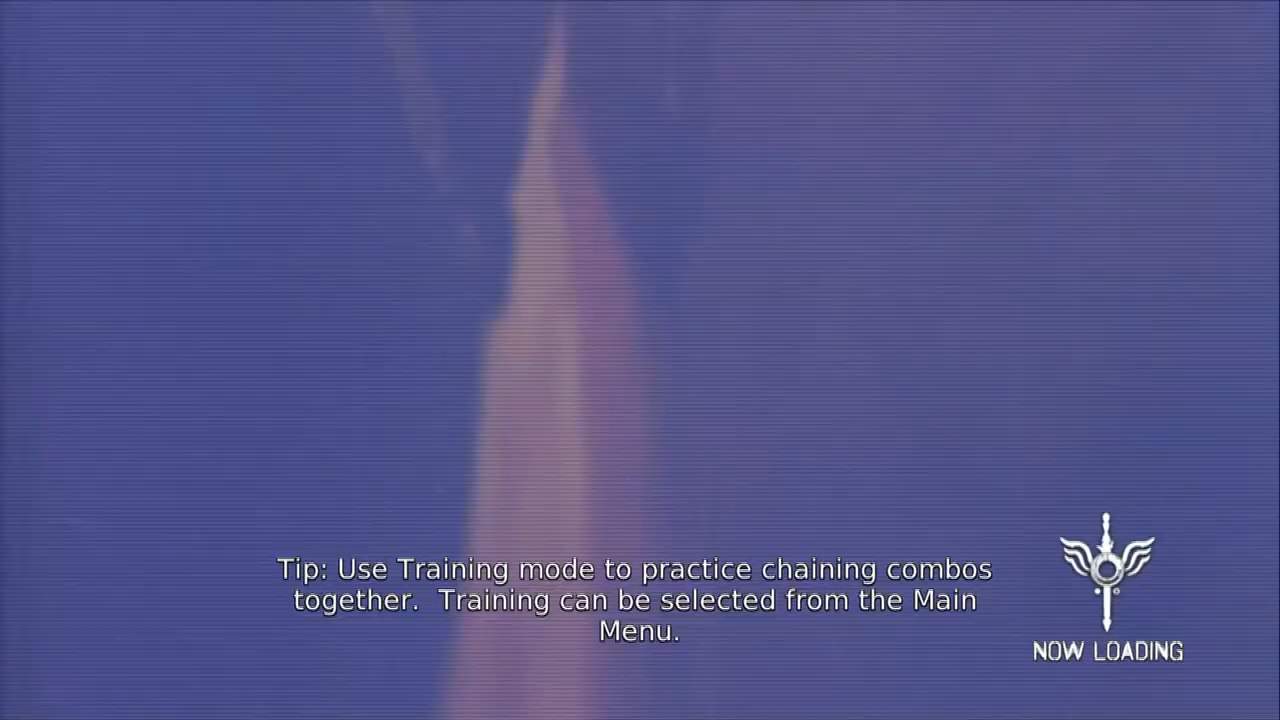 Tip: Use Training mode to practice chaining combos
together.  Training can be selected from the Main
Menu.
NOW LOADING